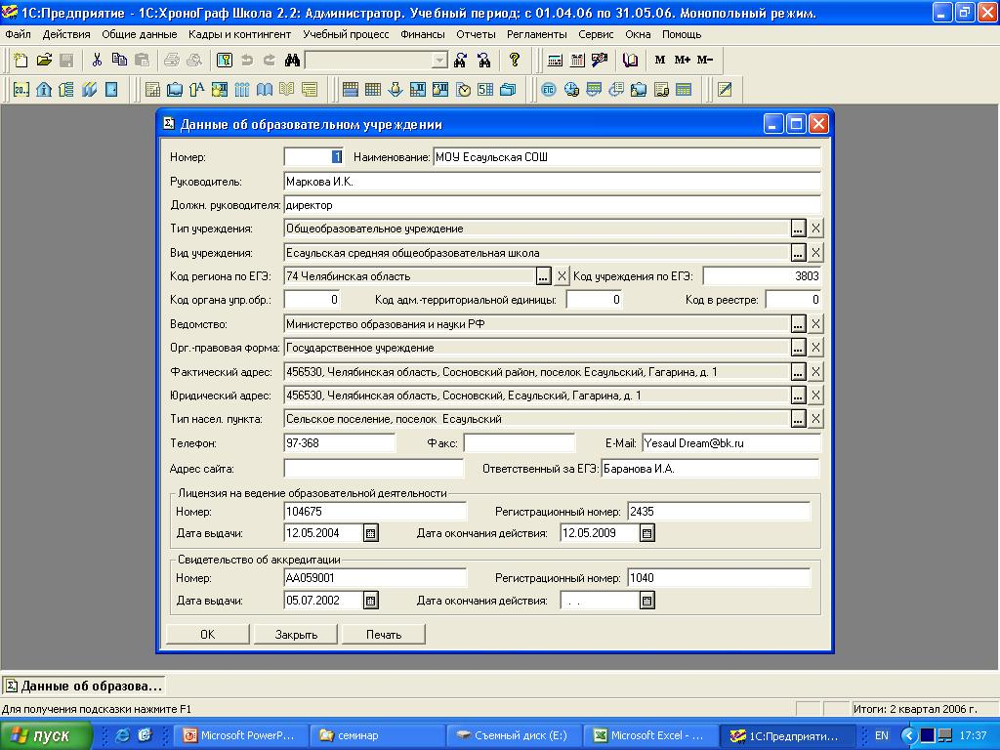 1С:Предприятие - 1С:ХроноГраф Школа 2.2: Администратор. Учебный период: с 01.04.06 по 31.05.06. Монопольный режим.
Файл Действия Общие данные Кадры и контингент Учебный процесс Финансы Отчеты Регламенты Сервис Окна Помощь
M M+ M-
Данные об образовательном учреждении
Номер: 1 Наименование: МОУ Есаульская СОШ
Руководитель: Маркова И.К.
Должн. руководителя: директор
Тип учреждения: Общеобразовательное учреждение ... X
Вид учреждения: Есаульская средняя общеобразовательная школа ... X
Код региона по ЕГЭ: 74 Челябинская область ... X Код учреждения по ЕГЭ: 3803
Код органа упр.обр.: 0 Код адм.-территориальной единицы: 0 Код в реестре: 0
Ведомство: Министерство образования и науки РФ ... X
Орг.-правовая форма: Государственное учреждение ... X
Фактический адрес: 456530, Челябинская область, Сосновский район, поселок Есаульский, Гагарина, д. 1 ... X
Юридический адрес: 456530, Челябинская область, Сосновский, Есаульский, Гагарина, д. 1 ... X
Тип насел. пункта: Сельское поселение, поселок Есаульский ... X
Телефон: 97-368 Факс: E-Mail: Yesaul Dream@bk.ru
Адрес сайта: Ответственный за ЕГЭ: Баранова И.А.
Лицензия на ведение образовательной деятельности
Номер: 104675 Регистрационный номер: 2435
Дата выдачи: 12.05.2004 Дата окончания действия: 12.05.2009
Свидетельство об аккредитации
Номер: АА059001 Регистрационный номер: 1040
Дата выдачи: 05.07.2002 Дата окончания действия: . .
OK Закрыть Печать
Данные об образова...
Для получения подсказки нажмите F1 Итоги: 2 квартал 2006 г.
пуск Microsoft PowerP... семинар Съемный диск (E:) Microsoft Excel - ... 1С:Предприяти... EN 17:37